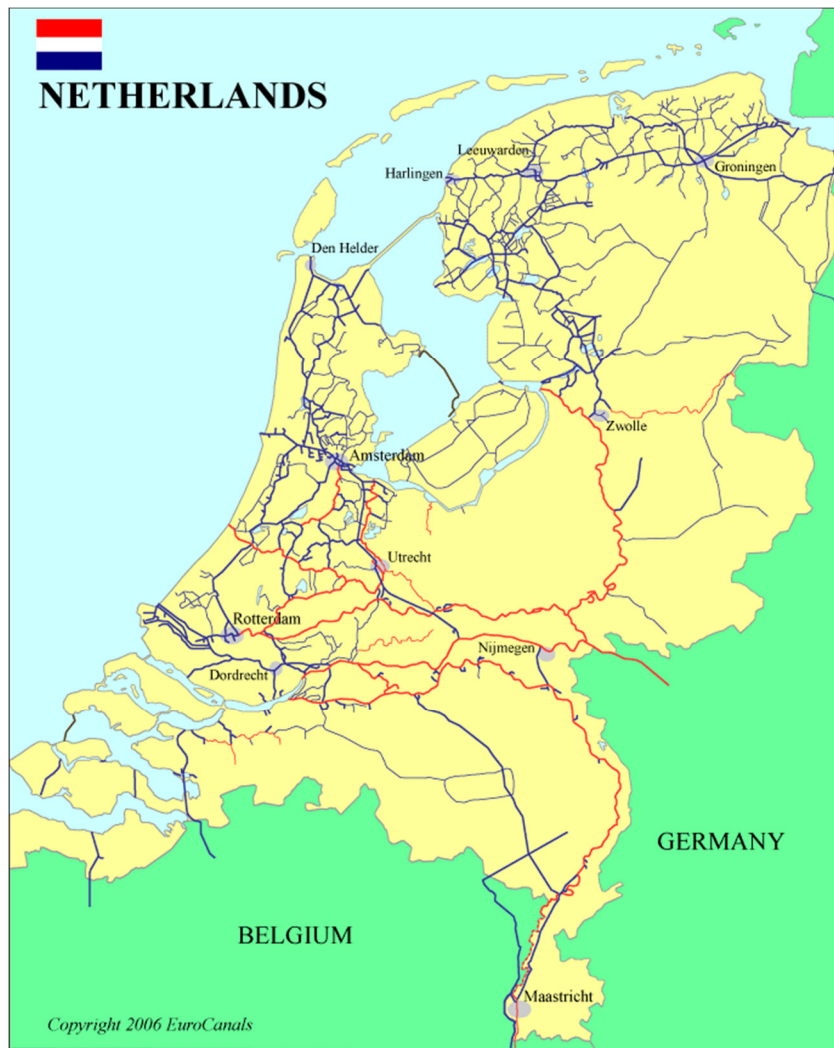 NETHERLANDS
Leeuwarden
Harlingen
Groningen
Den Helder
Zwolle
Amsterdam
Utrecht
Rotterdam
Nijmegen
Dordrecht
GERMANY
BELGIUM
Maastricht
Copyright 2006 EuroCanals